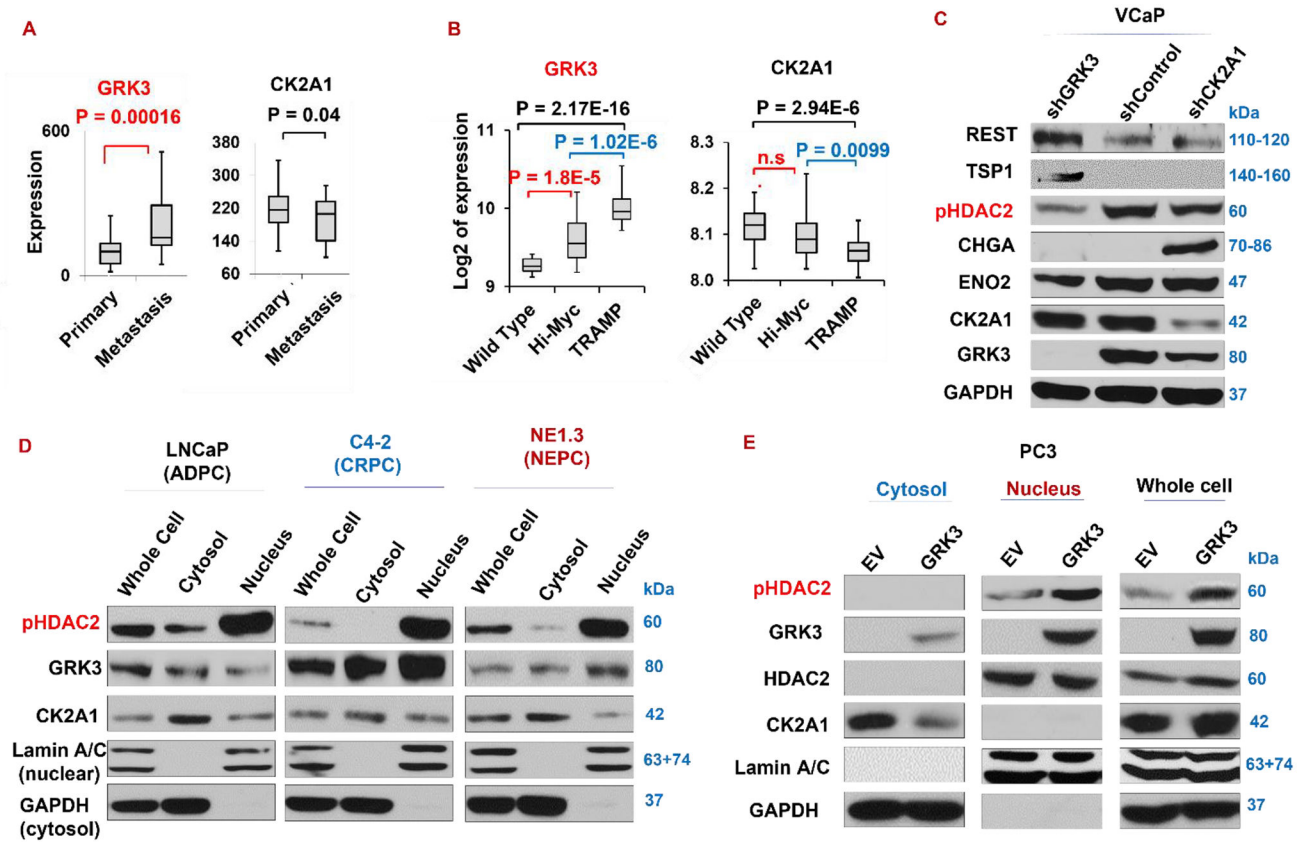 A
GRK3
P = 0.00016
CK2A1
P = 0.04
Expression
600
0
380
300
220
140
60
Primary
Metastasis
Primary
Metastasis
B
GRK3
P = 2.17E-16
P = 1.02E-6
P = 1.8E-5
Log2 of expression
11
10
9
Wild Type
Hi-Myc
TRAMP
CK2A1
P = 2.94E-6
n.s
P = 0.0099
8.3
8.2
8.1
8.0
Wild Type
Hi-Myc
TRAMP
C
VCaP
shGRK3
shControl
shCK2A1
kDa
REST 110-120
TSP1 140-160
pHDAC2 60
CHGA 70-86
ENO2 47
CK2A1 42
GRK3 80
GAPDH 37
D
LNCaP
(ADPC)
C4-2
(CRPC)
NE1.3
(NEPC)
Whole Cell
Cytosol
Nucleus
Whole Cell
Cytosol
Nucleus
Whole Cell
Cytosol
Nucleus
kDa
pHDAC2 60
GRK3 80
CK2A1 42
Lamin A/C
(nuclear) 63+74
GAPDH 37
(cytosol)
E
PC3
Cytosol Nucleus Whole cell
EV
GRK3
EV
GRK3
EV
GRK3
kDa
pHDAC2 60
GRK3 80
HDAC2 60
CK2A1 42
Lamin A/C 63+74
GAPDH 37